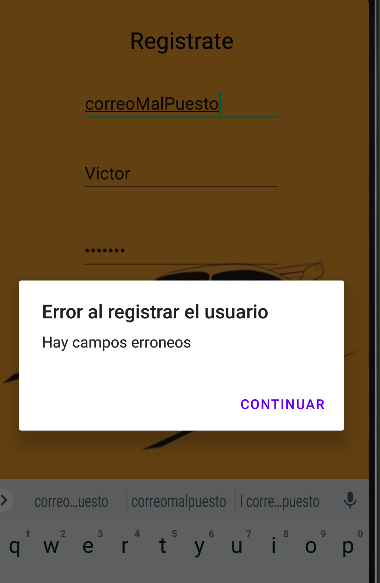 Registrate
correoMalPuesto
Victor
•••••••
Error al registrar el usuario
Hay campos erroneos
CONTINUAR
correo...uesto correomalpuesto l corre...puesto
1 2 3 4 5 6 7 8 9 0
q w e r t y u i o p